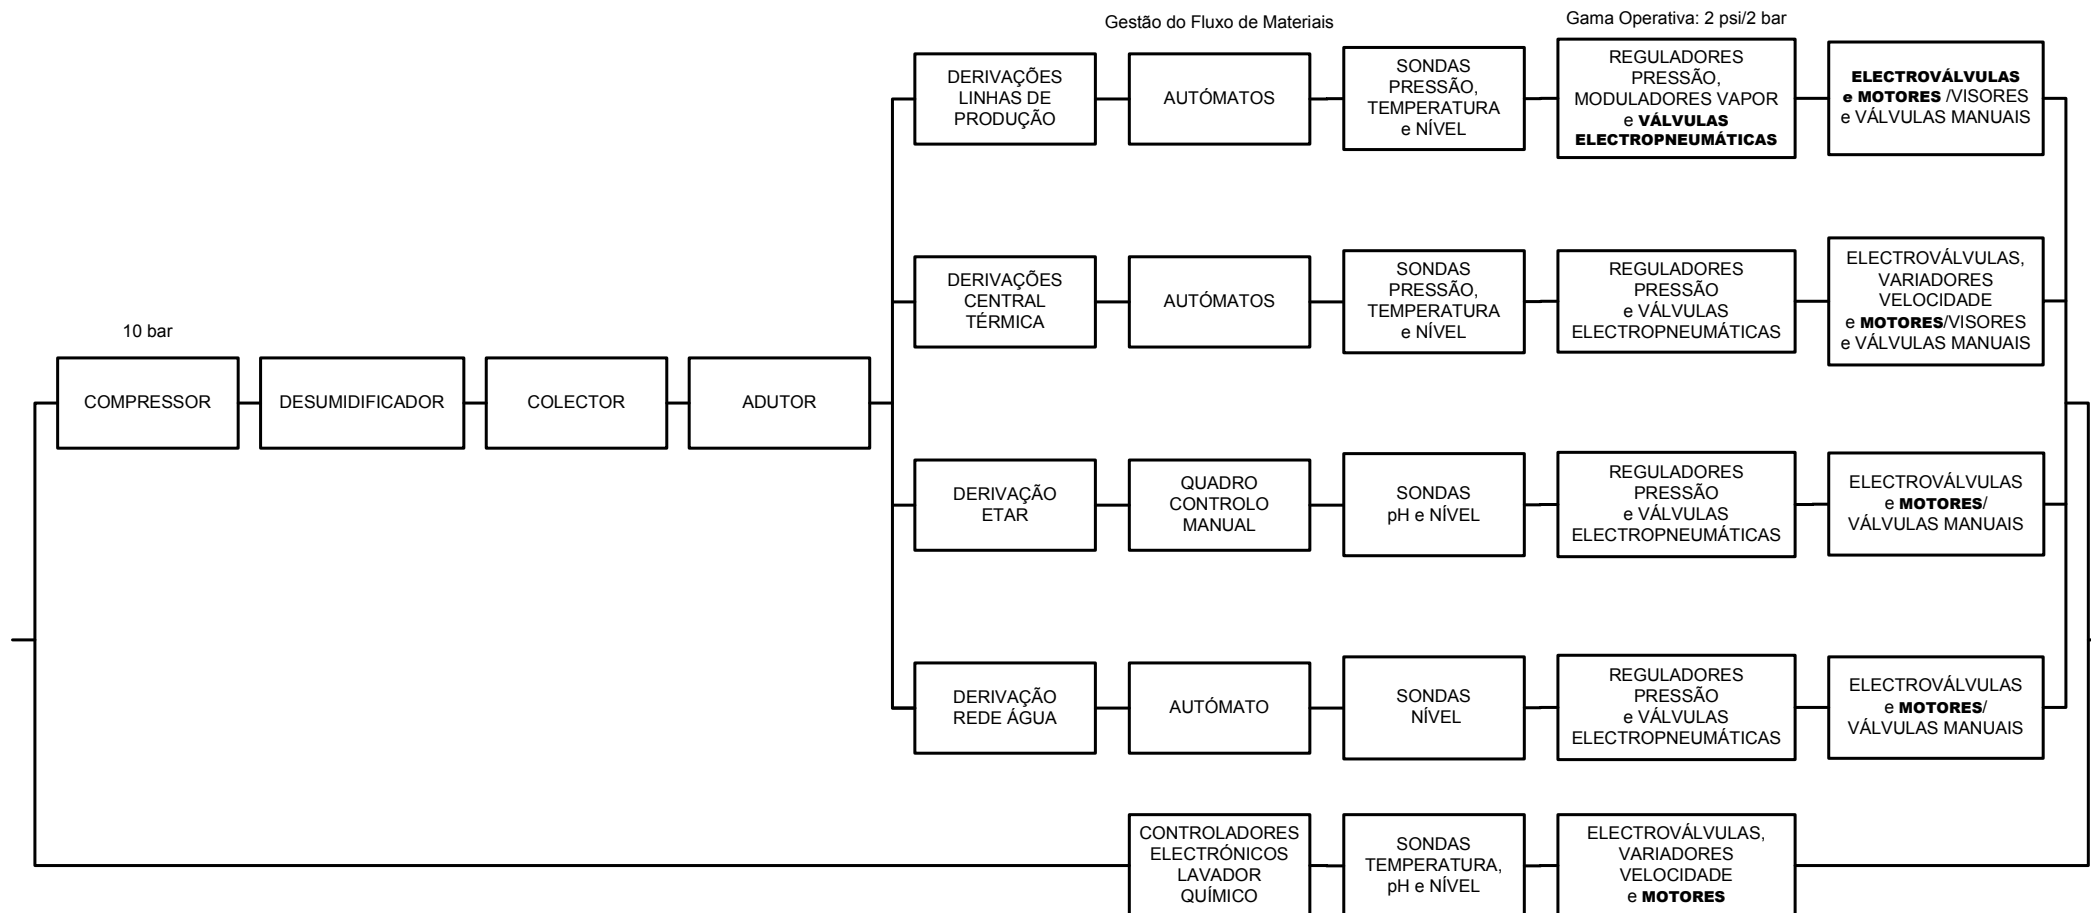 Gestão do Fluxo de Materiais
Gama Operativa: 2 psi/2 bar
DERIVAÇÕES
LINHAS DE
PRODUÇÃO
AUTÓMATOS
SONDAS
PRESSÃO,
TEMPERATURA
e NÍVEL
REGULADORES
PRESSÃO,
MODULADORES VAPOR
e VÁLVULAS
ELECTROPNEUMÁTICAS
ELECTROVÁLVULAS
e MOTORES /VISORES
e VÁLVULAS MANUAIS
DERIVAÇÕES
CENTRAL
TÉRMICA
AUTÓMATOS
SONDAS
PRESSÃO,
TEMPERATURA
e NÍVEL
REGULADORES
PRESSÃO
e VÁLVULAS
ELECTROPNEUMÁTICAS
ELECTROVÁLVULAS,
VARIADORES
VELOCIDADE
e MOTORES/VISORES
e VÁLVULAS MANUAIS
10 bar
COMPRESSOR
DESUMIDIFICADOR
COLECTOR
ADUTOR
DERIVAÇÃO
ETAR
QUADRO
CONTROLO
MANUAL
SONDAS
pH e NÍVEL
REGULADORES
PRESSÃO
e VÁLVULAS
ELECTROPNEUMÁTICAS
ELECTROVÁLVULAS
e MOTORES/
VÁLVULAS MANUAIS
DERIVAÇÃO
REDE ÁGUA
AUTÓMATO
SONDAS
NÍVEL
REGULADORES
PRESSÃO
e VÁLVULAS
ELECTROPNEUMÁTICAS
ELECTROVÁLVULAS
e MOTORES/
VÁLVULAS MANUAIS
CONTROLADORES
ELECTRÓNICOS
LAVADOR
QUÍMICO
SONDAS
TEMPERATURA,
pH e NÍVEL
ELECTROVÁLVULAS,
VARIADORES
VELOCIDADE
e MOTORES